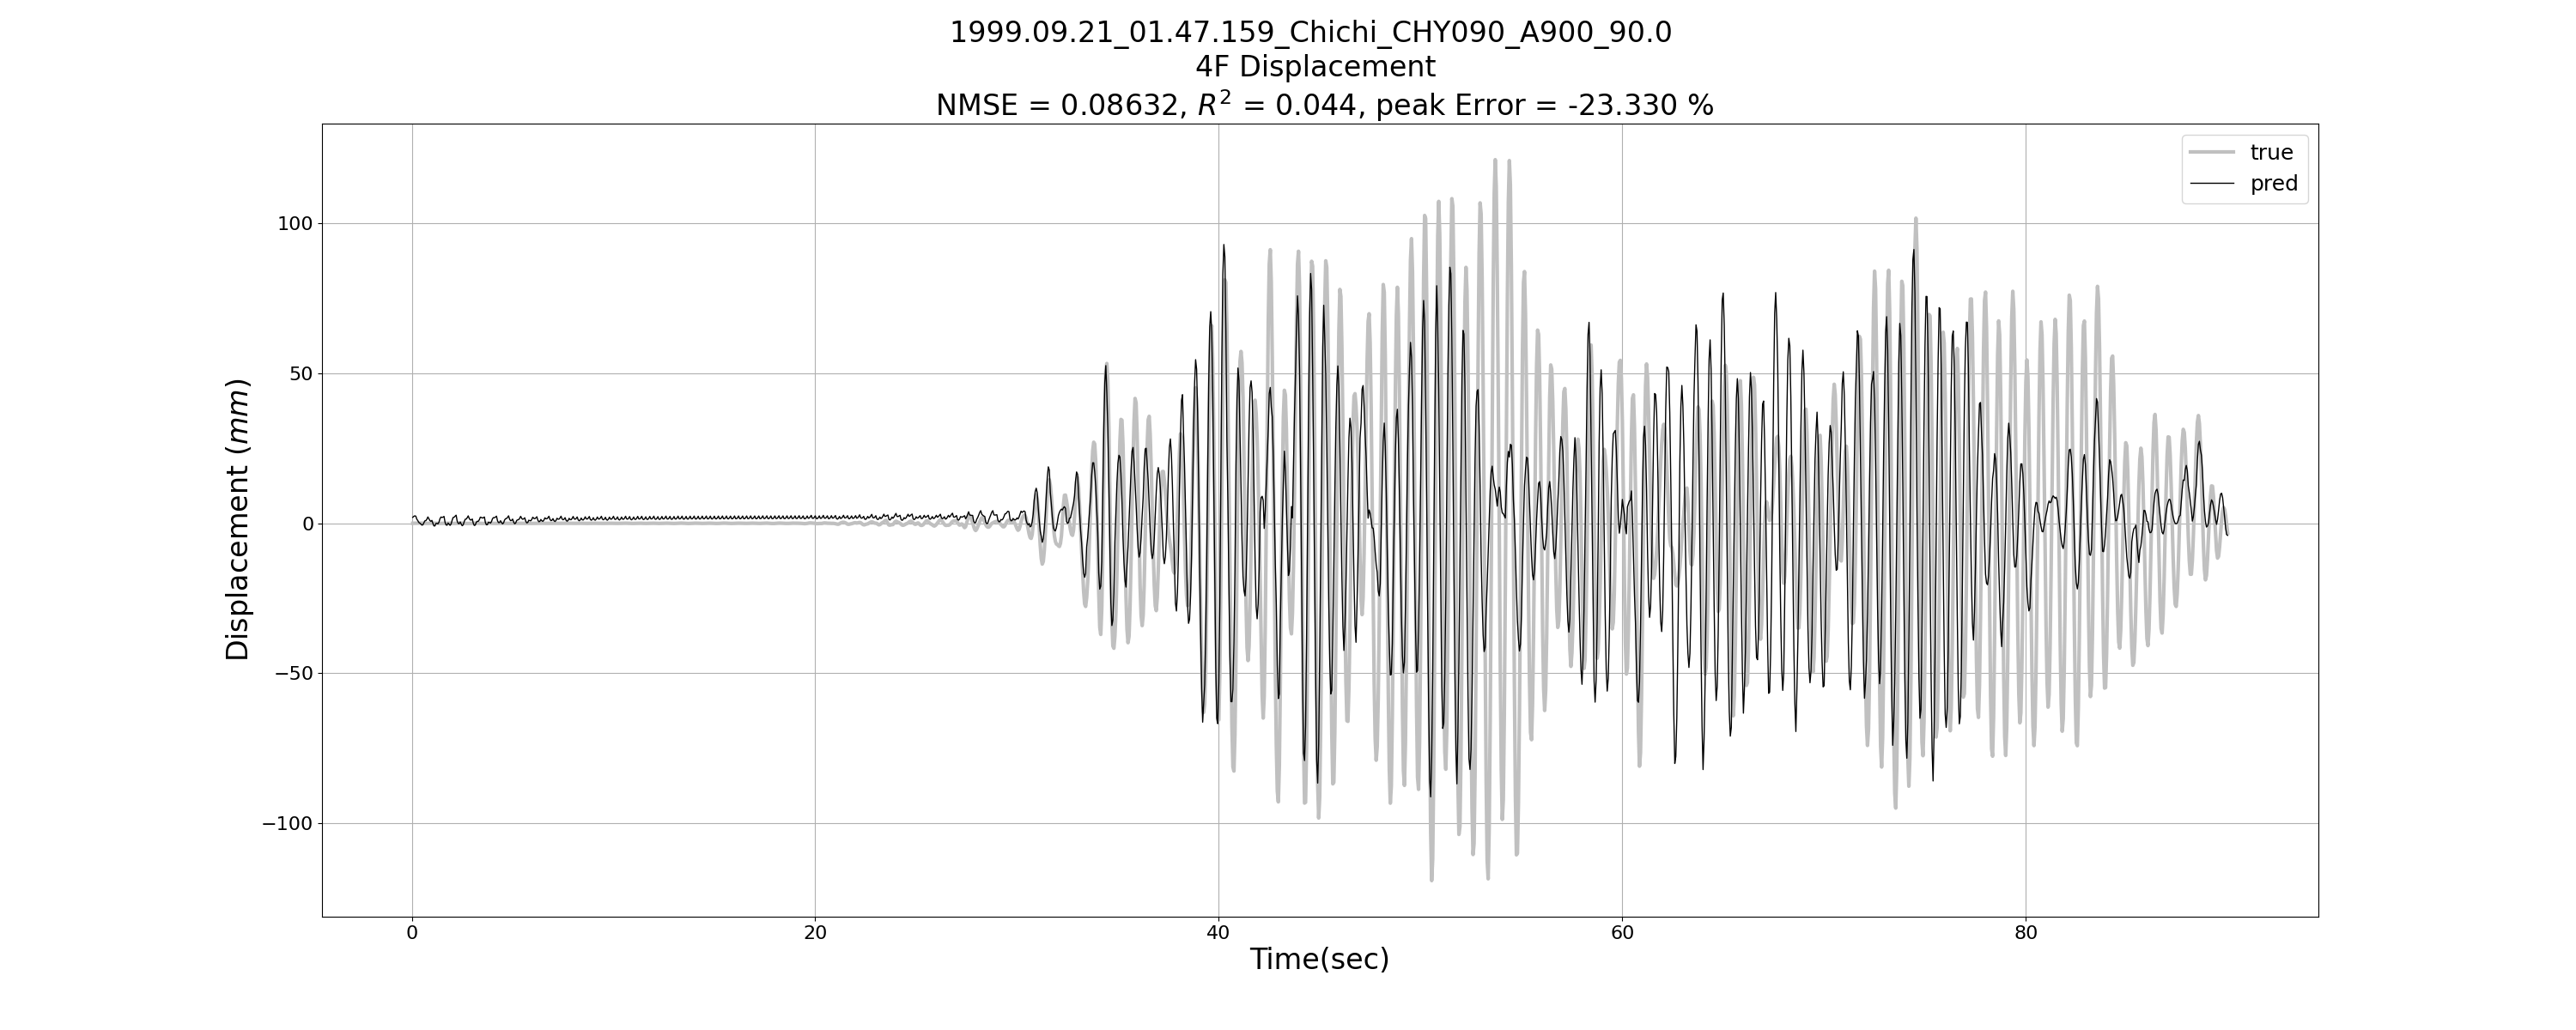 1999.09.21_01.47.159_Chichi_CHY090_A900_90.0
4F Displacement
NMSE = 0.08632, R² = 0.044, peak Error = -23.330 %
true
pred
100
50
0
−50
−100
Displacement (mm)
0
20
40
60
80
Time(sec)